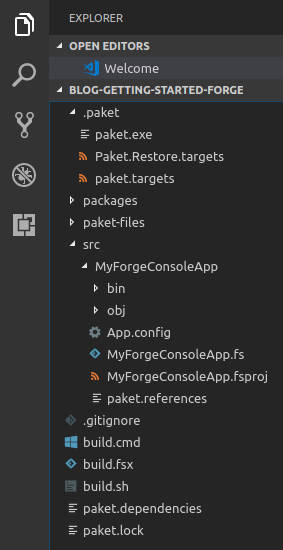 EXPLORER
OPEN EDITORS
Welcome
BLOG-GETTING-STARTED-FORGE
.paket
paket.exe
Paket.Restore.targets
paket.targets
packages
paket-files
src
MyForgeConsoleApp
bin
obj
App.config
MyForgeConsoleApp.fs
MyForgeConsoleApp.fsproj
paket.references
.gitignore
build.cmd
build.fsx
build.sh
paket.dependencies
paket.lock